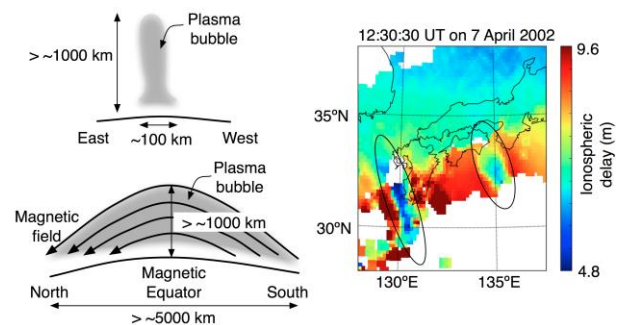 Plasma
bubble
> ~1000 km
East
West
~100 km
Plasma
bubble
Magnetic
field
> ~1000 km
Magnetic
Equator
North
South
> ~5000 km
12:30:30 UT on 7 April 2002
35°N
30°N
130°E
135°E
9.6
4.8
Ionospheric
delay (m)